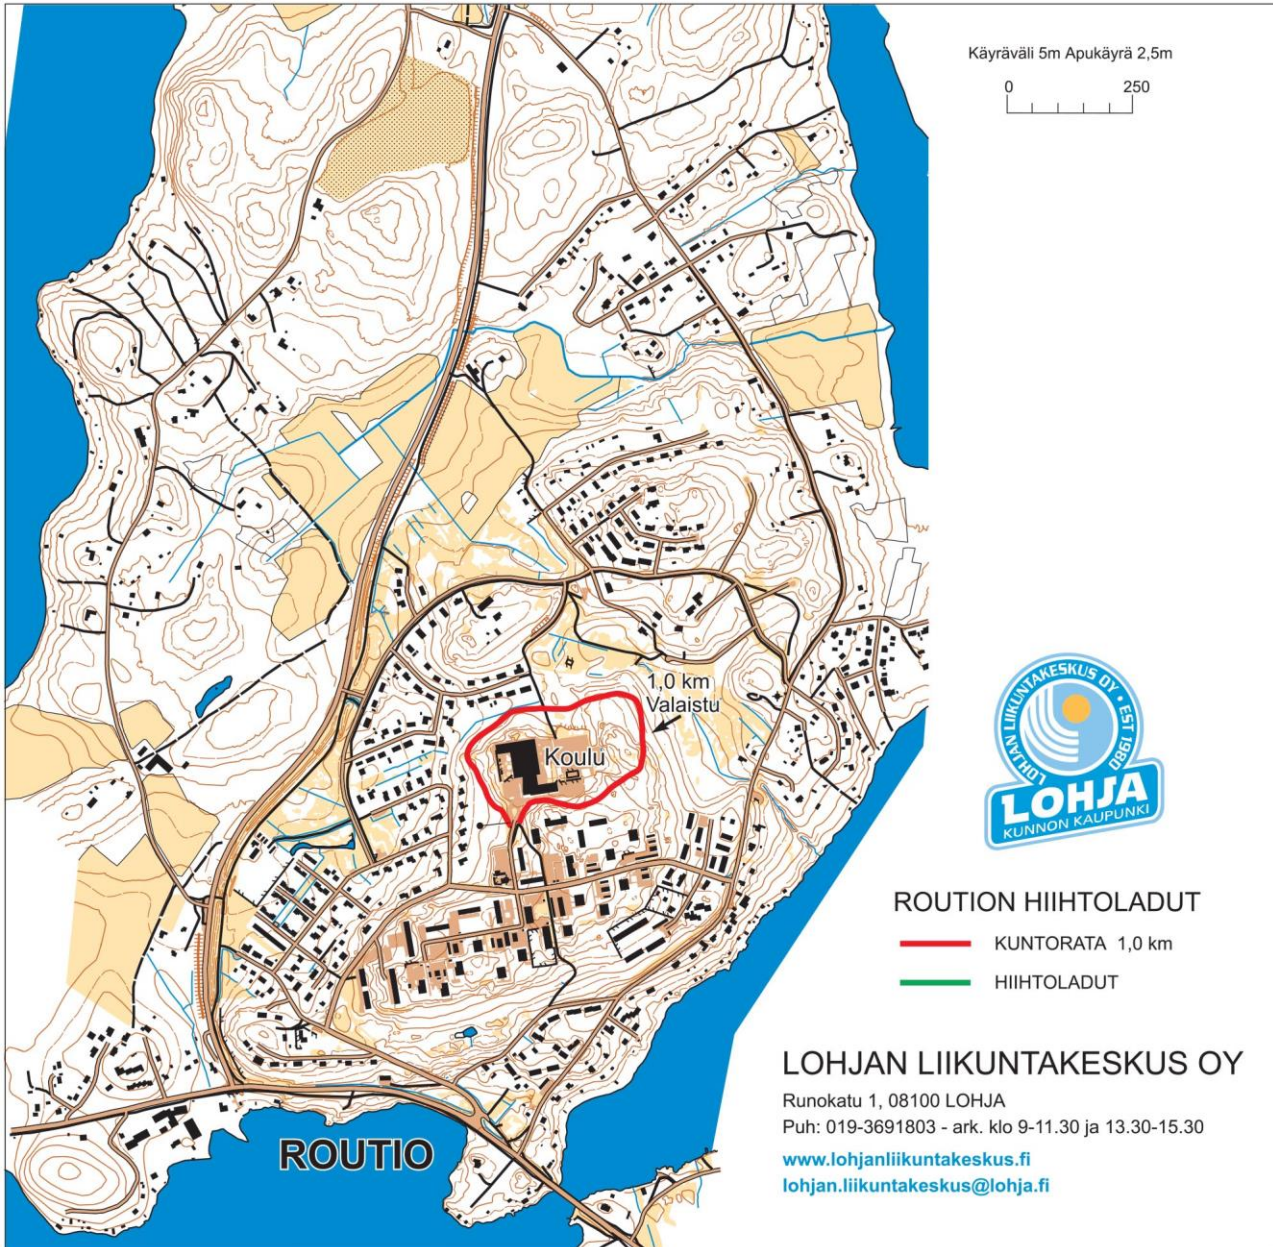 Käyräväli 5m Apukäyrä 2,5m
0 250
1,0 km
Valaistu
Koulu
LOHJAN LIIKUNTAKESKUS OY • EST 1980
LOHJA
KUNNON KAUPUNKI
ROUTION HIIHTOLADUT
KUNTORATA 1,0 km
HIIHTOLADUT
LOHJAN LIIKUNTAKESKUS OY
Runokatu 1, 08100 LOHJA
Puh: 019-3691803 - ark. klo 9-11.30 ja 13.30-15.30
www.lohjanliikuntakeskus.fi
lohjan.liikuntakeskus@lohja.fi
ROUTIO